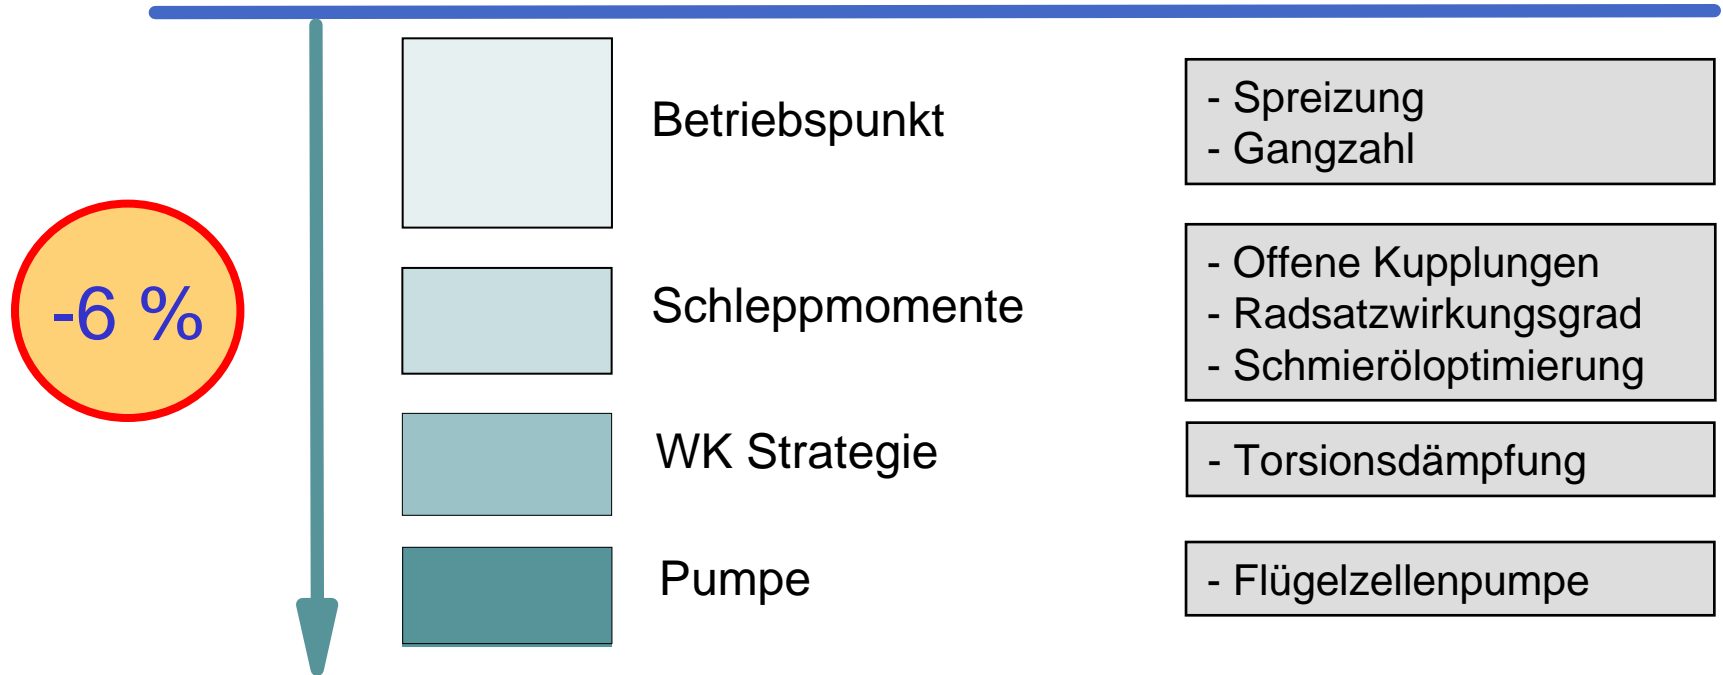 -6 %
Betriebspunkt
- Spreizung
- Gangzahl
Schleppmomente
- Offene Kupplungen
- Radsatzwirkungsgrad
- Schmieröloptimierung
WK Strategie
- Torsionsdämpfung
Pumpe
- Flügelzellenpumpe